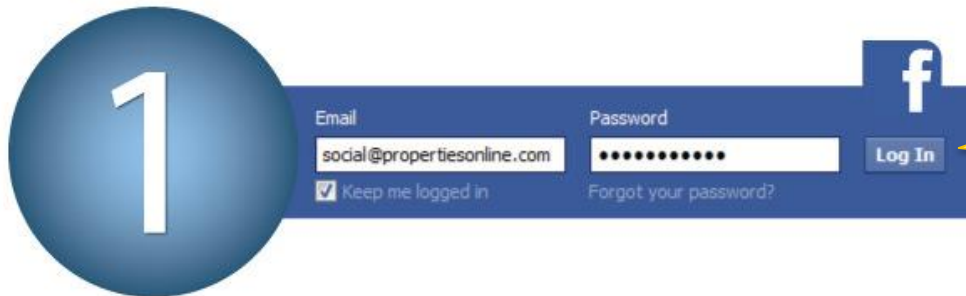 1
f
Email Password
social@propertiesonline.com ●●●●●●●●●●● Log In
Keep me logged in Forgot your password?